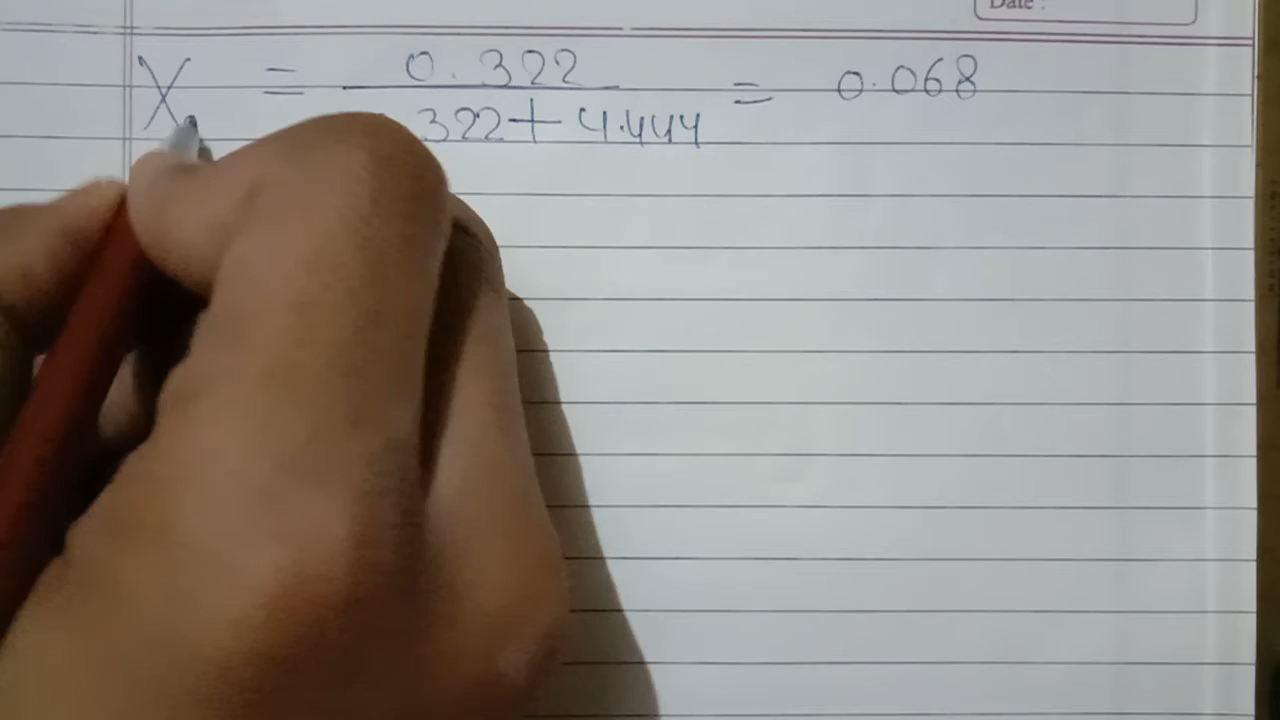 Date :
X = 0.322 = 0.068
322 + 4.444